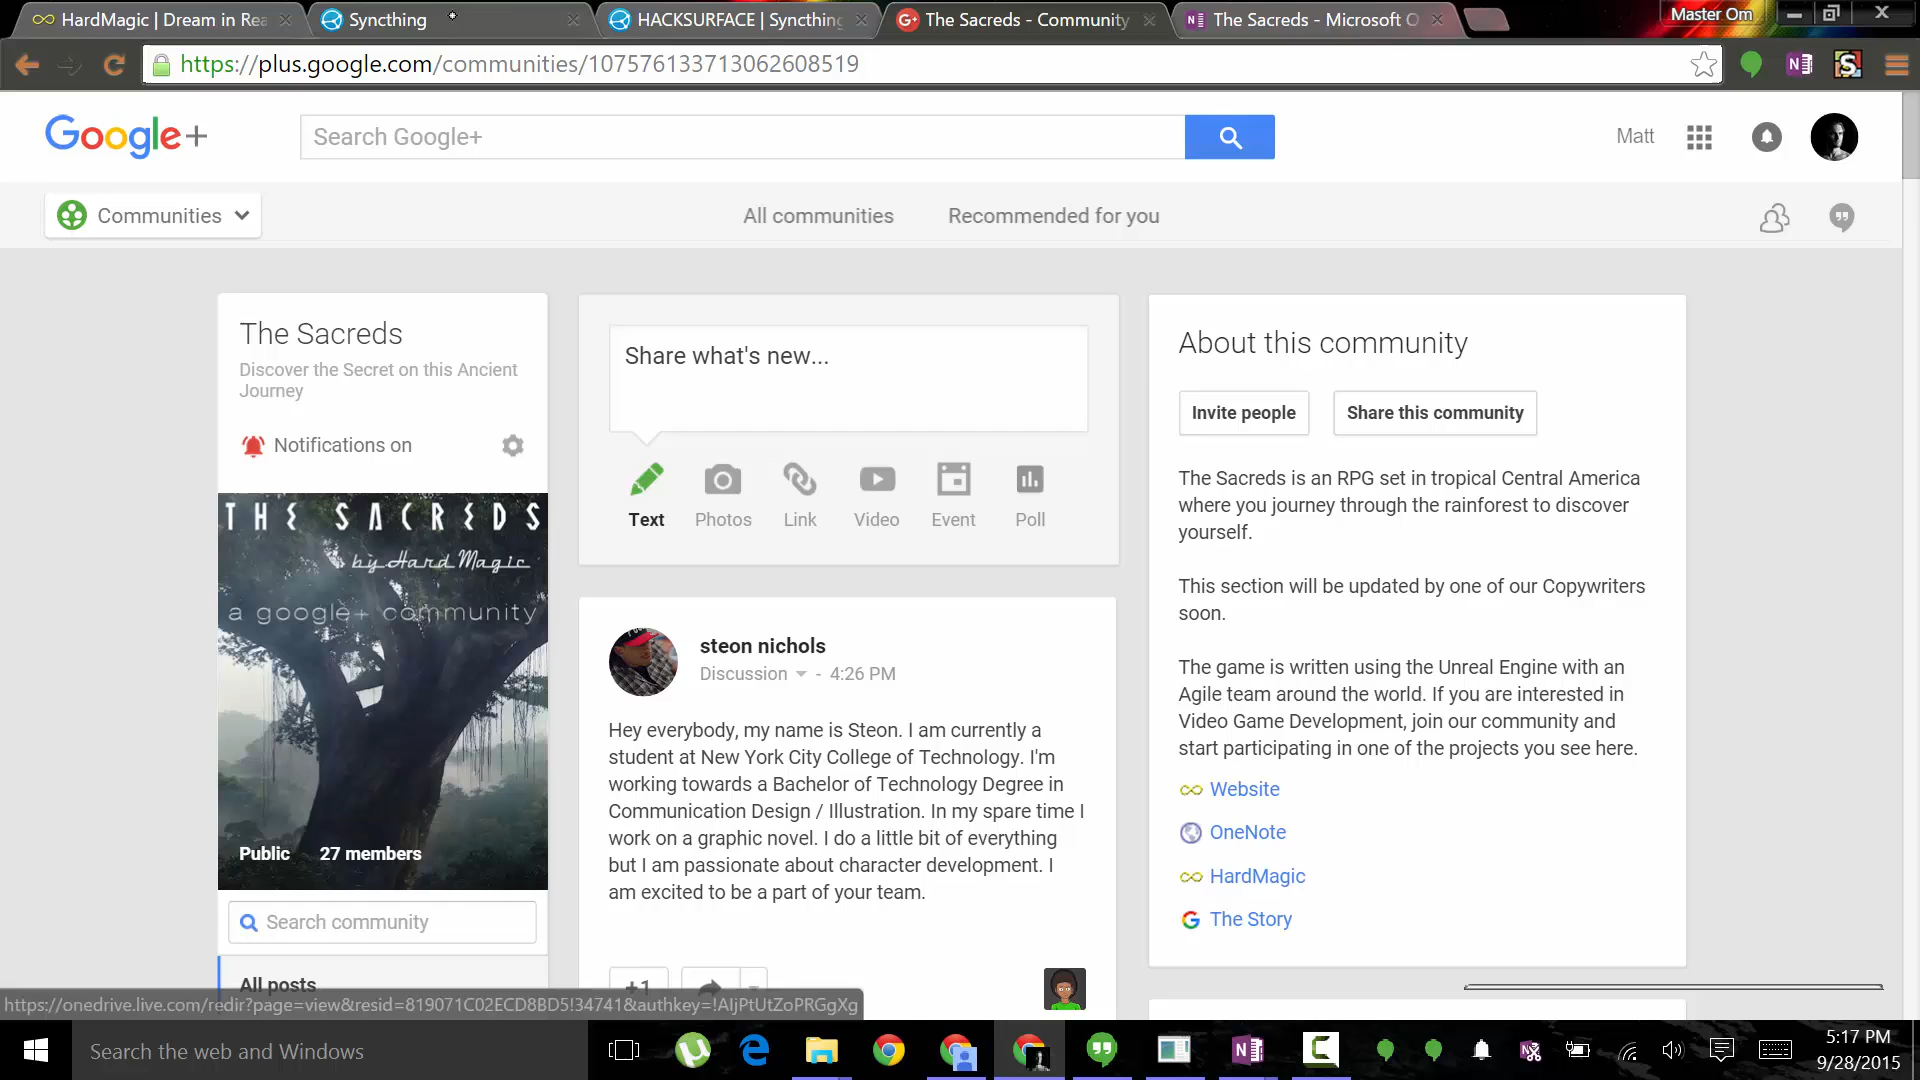 HardMagic | Dream in Rea
Syncthing
HACKSURFACE | Syncthing
The Sacreds - Community
The Sacreds - Microsoft O
Master Om
https://plus.google.com/communities/107576133713062608519
Google+
Search Google+
Matt
Communities
All communities
Recommended for you
The Sacreds
Discover the Secret on this Ancient
Journey
Notifications on
THE SACREDS
by Hard Magic
a google+ community
Public 27 members
Search community
All posts
Share what's new...
Text
Photos
Link
Video
Event
Poll
steon nichols
Discussion - 4:26 PM
Hey everybody, my name is Steon. I am currently a
student at New York City College of Technology. I'm
working towards a Bachelor of Technology Degree in
Communication Design / Illustration. In my spare time I
work on a graphic novel. I do a little bit of everything
but I am passionate about character development. I
am excited to be a part of your team.
+1
About this community
Invite people
Share this community
The Sacreds is an RPG set in tropical Central America
where you journey through the rainforest to discover
yourself.
This section will be updated by one of our Copywriters
soon.
The game is written using the Unreal Engine with an
Agile team around the world. If you are interested in
Video Game Development, join our community and
start participating in one of the projects you see here.
Website
OneNote
HardMagic
The Story
https://onedrive.live.com/redir?page=view&resid=819071C02ECD8BD5!34741&authkey=!AIjPtUtZoPRGgXg
Search the web and Windows
5:17 PM
9/28/2015